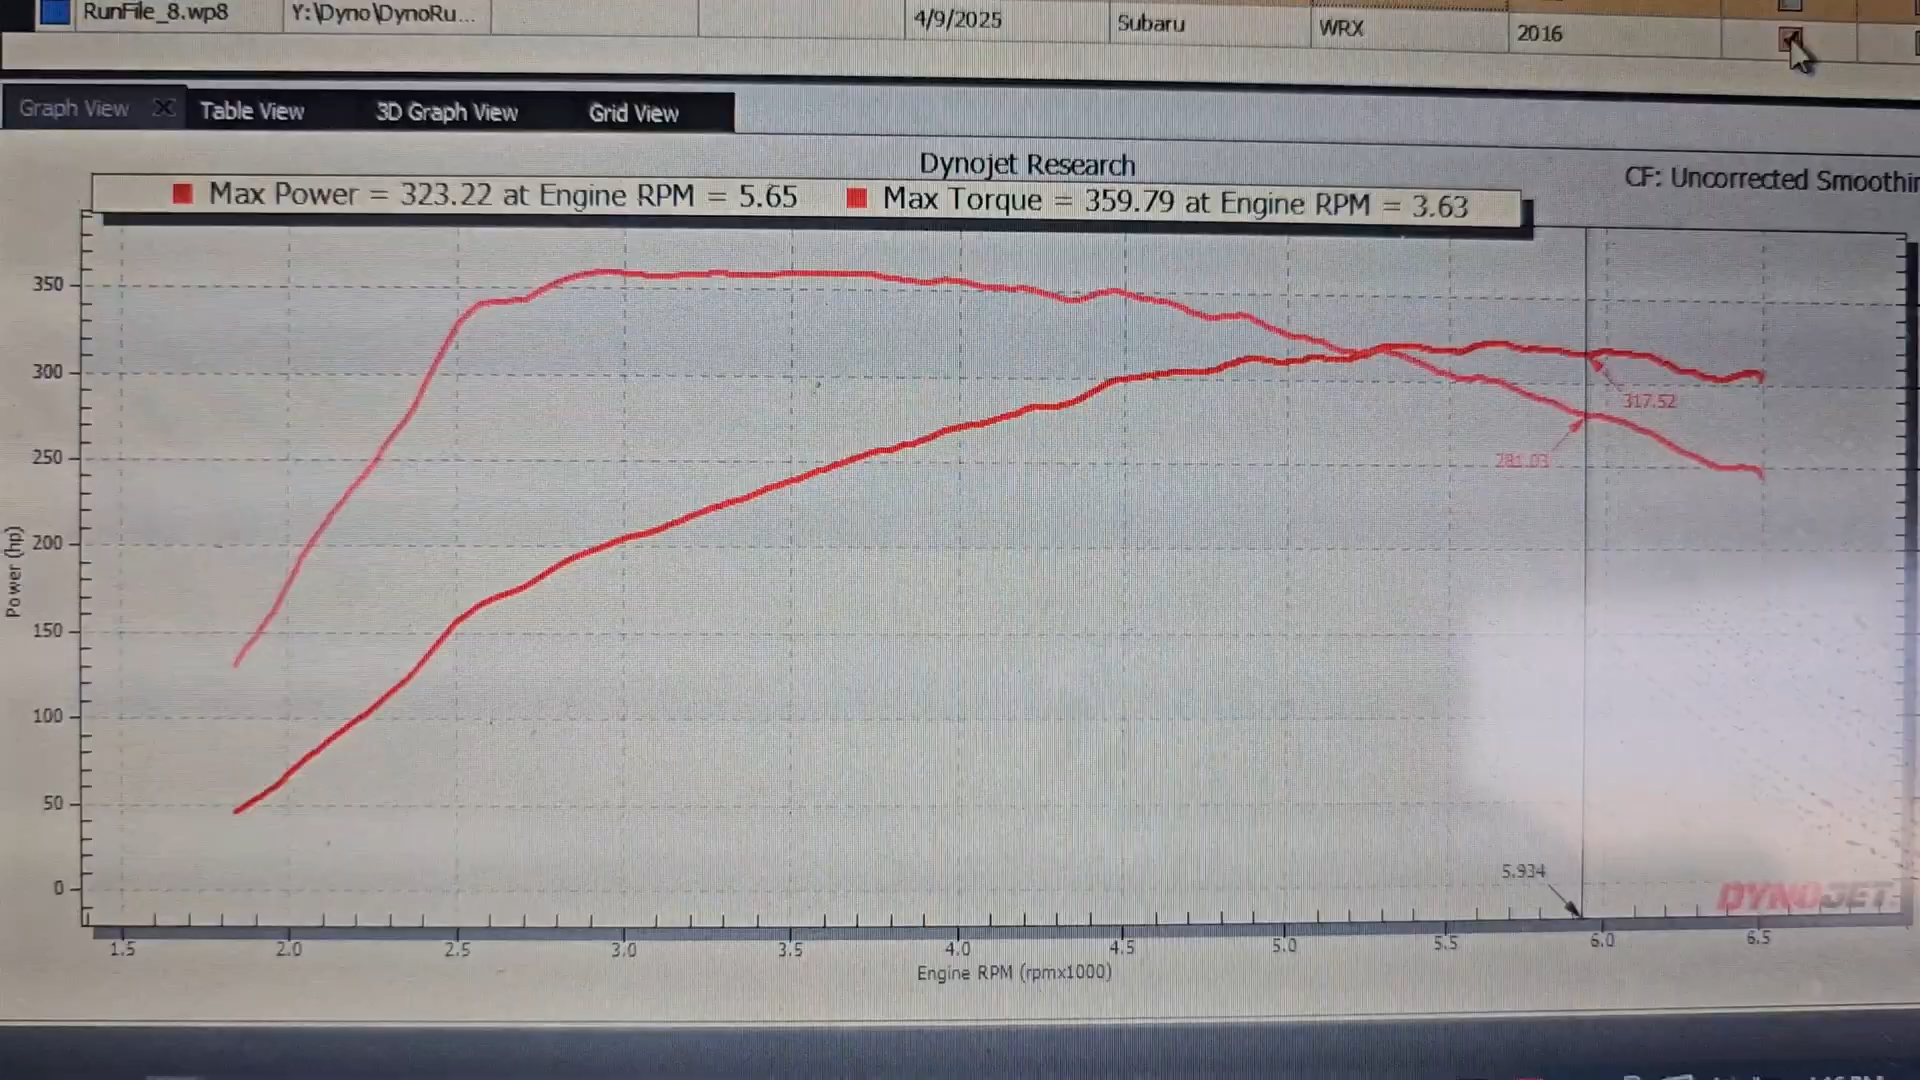 RunFile_8.wp8 Y:\Dyno\DynoRu... 4/9/2025 Subaru WRX 2016
Graph View Table View 3D Graph View Grid View
Dynojet Research
CF: Uncorrected
Max Power = 323.22 at Engine RPM = 5.65 Max Torque = 359.79 at Engine RPM = 3.63
350
300
250
200
150
100
50
0
Power (hp)
317.52
281.03
5.934
DYNOJET
1.5 2.0 2.5 3.0 3.5 4.0 4.5 5.0 5.5 6.0 6.5
Engine RPM (rpmx1000)